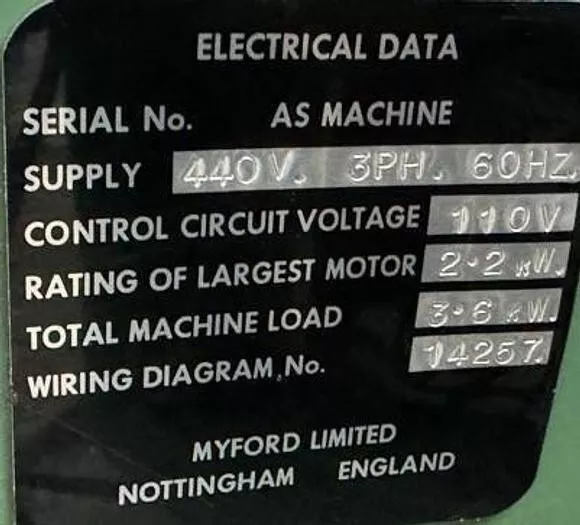 ELECTRICAL DATA
SERIAL No. AS MACHINE
SUPPLY 440V. 3PH. 60HZ.
CONTROL CIRCUIT VOLTAGE 110V
RATING OF LARGEST MOTOR 2·2 KW.
TOTAL MACHINE LOAD 3·6 KW.
WIRING DIAGRAM, No. 14257.
MYFORD LIMITED
NOTTINGHAM ENGLAND